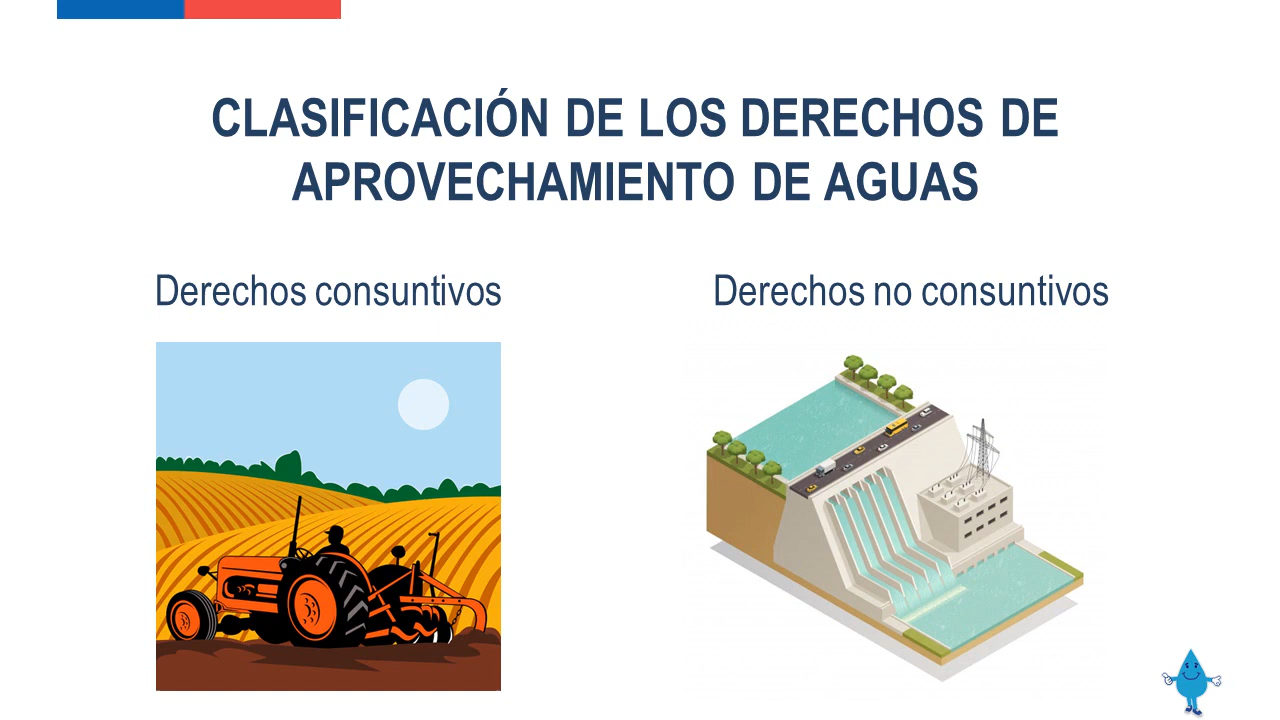 CLASIFICACIÓN DE LOS DERECHOS DE
APROVECHAMIENTO DE AGUAS
Derechos consuntivos
Derechos no consuntivos